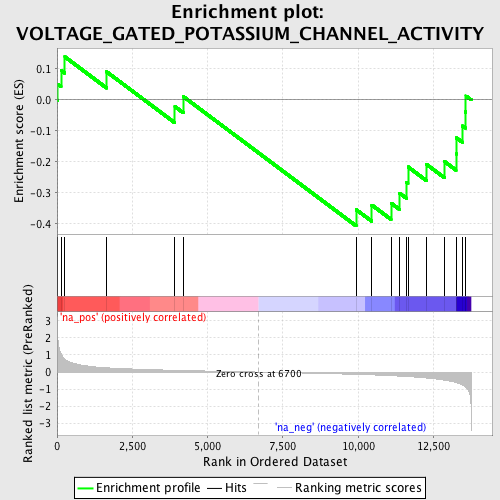 Enrichment plot:
VOLTAGE_GATED_POTASSIUM_CHANNEL_ACTIVITY
Enrichment score (ES)
0.1
0.0
-0.1
-0.2
-0.3
-0.4
'na_pos' (positively correlated)
Ranked list metric (PreRanked)
3
2
1
0
-1
-2
-3
Zero cross at 6700
'na_neg' (negatively correlated)
0
2,500
5,000
7,500
10,000
12,500
Rank in Ordered Dataset
Enrichment profile
Hits
Ranking metric scores